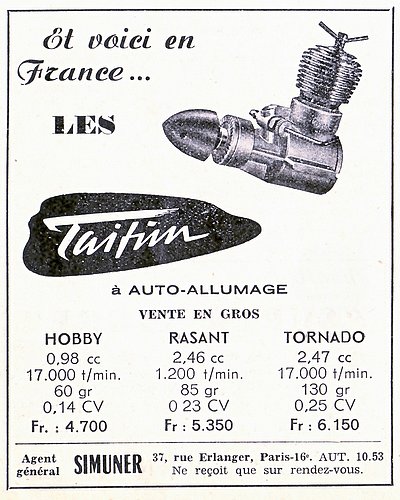 Et voici en
France...
LES
Taifun
à AUTO-ALLUMAGE
VENTE EN GROS
HOBBY RASANT TORNADO
0,98 cc 2,46 cc 2,47 cc
17.000 t/min. 1.200 t/min. 17.000 t/min.
60 gr 85 gr 130 gr
0,14 CV 0 23 CV 0,25 CV
Fr. : 4.700 Fr : 5.350 Fr : 6.150
Agent général SIMUNER 37, rue Erlanger, Paris-16e. AUT. 10.53
Ne reçoit que sur rendez-vous.